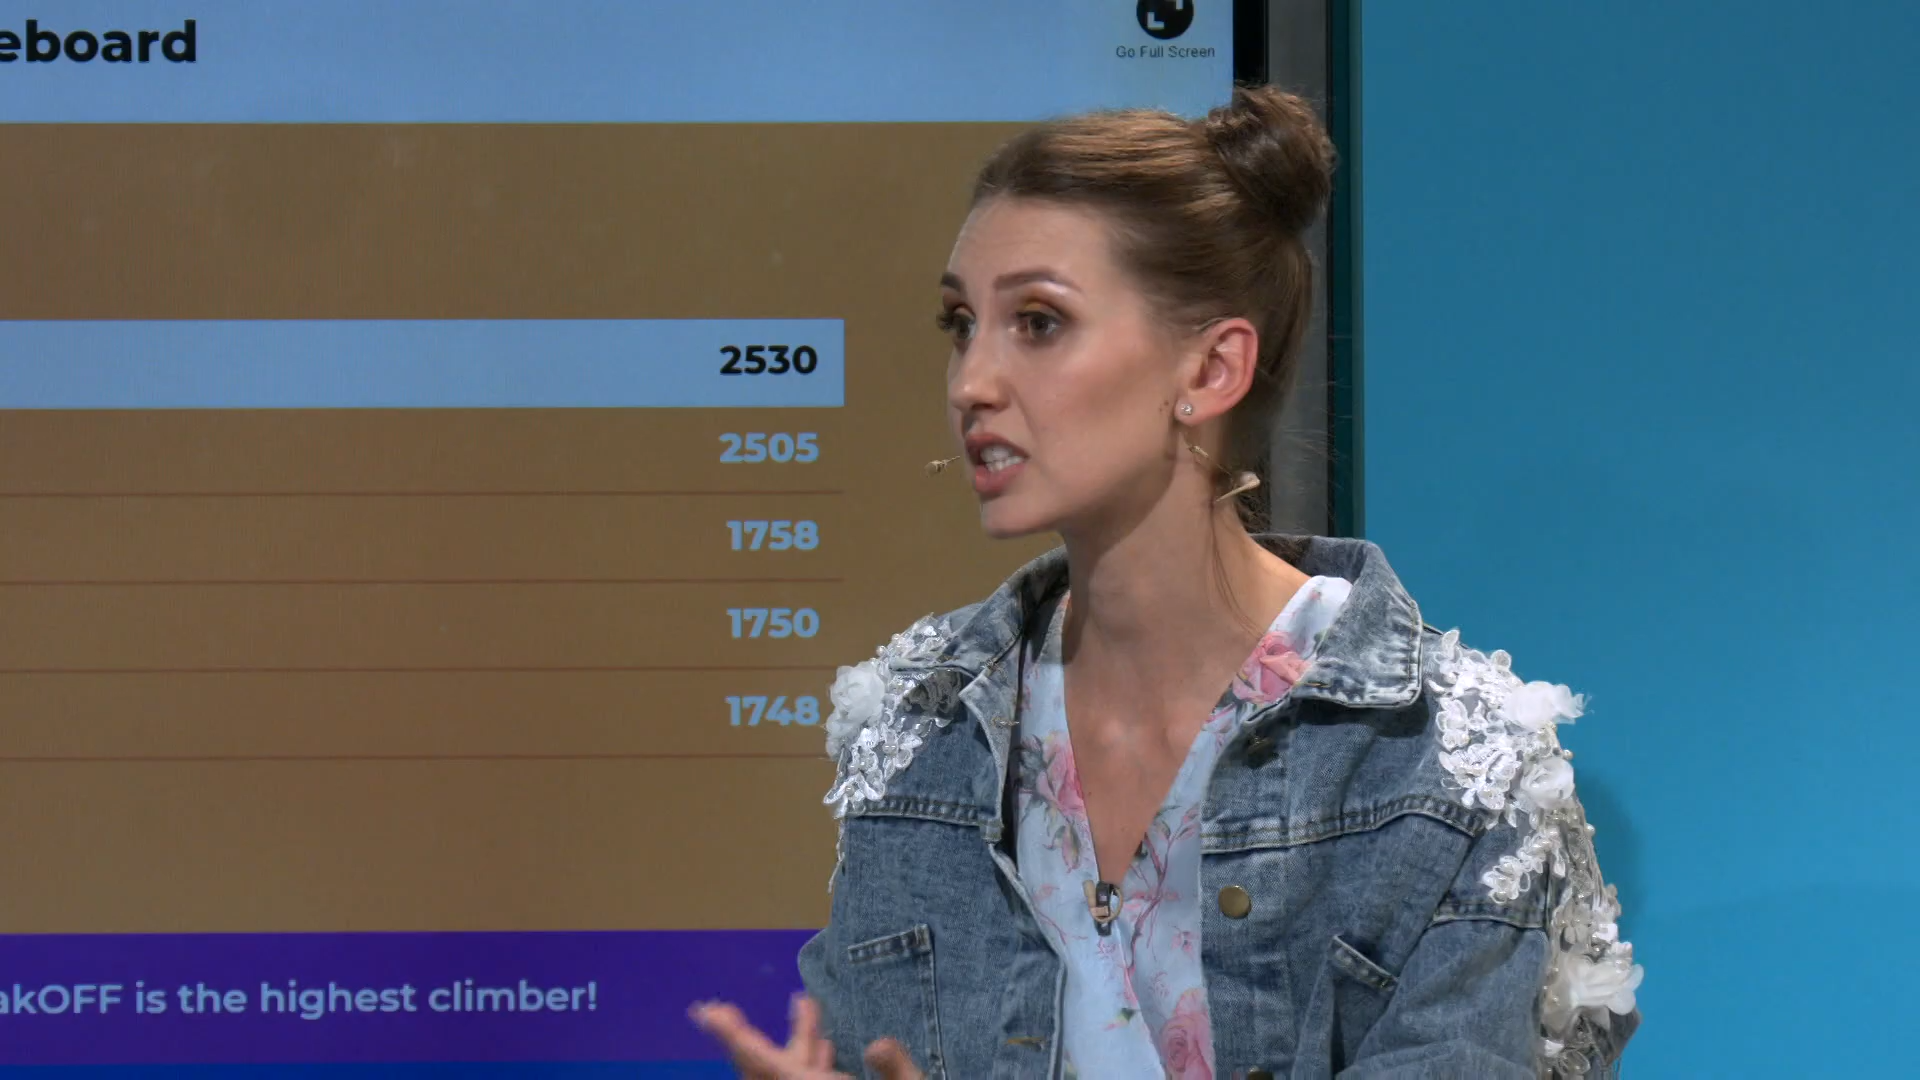 eboard
Go Full Screen
2530
2505
1758
1750
1748
akOFF is the highest climber!